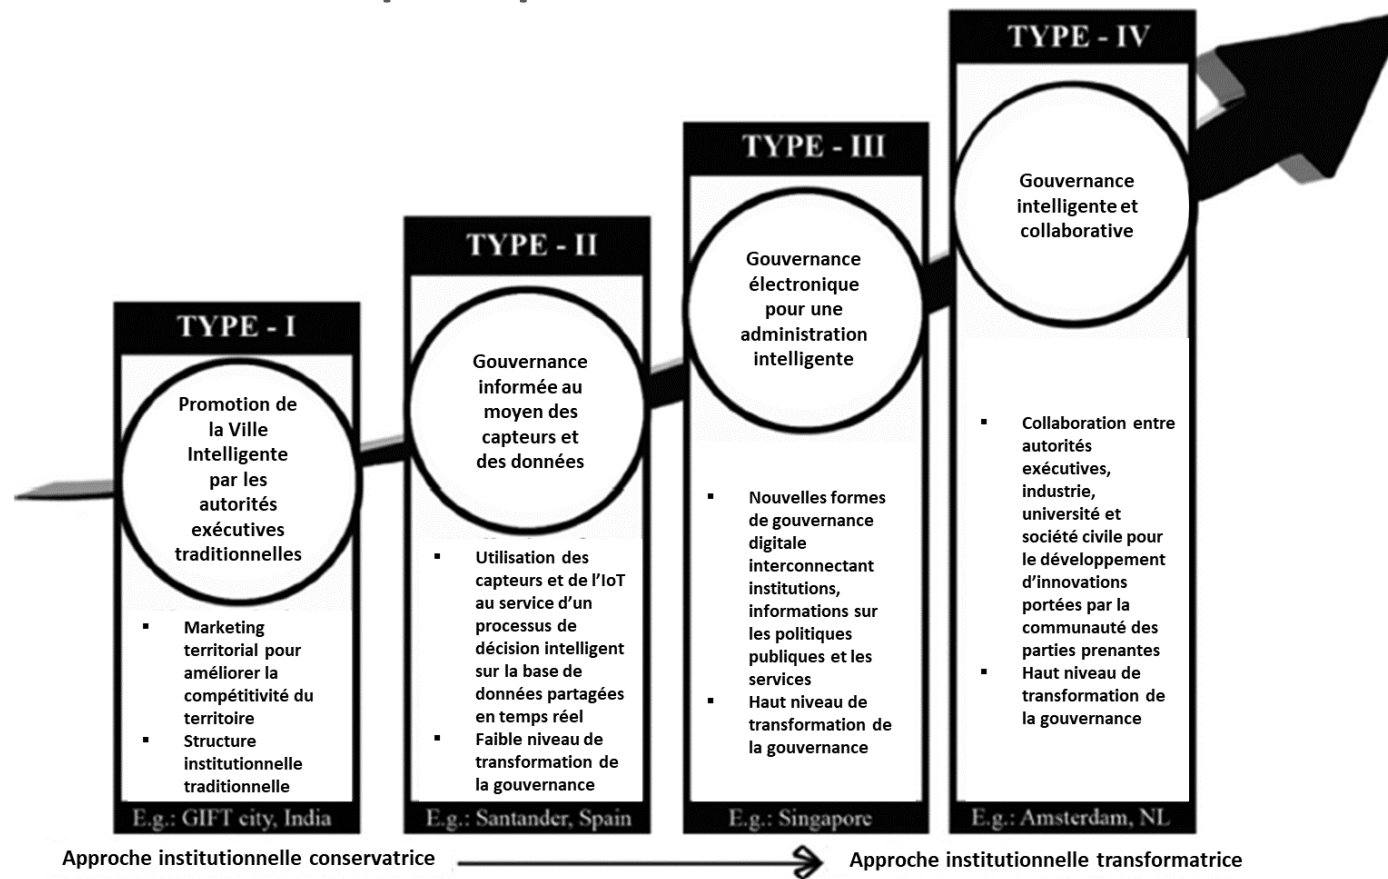 TYPE - I
Promotion de
la Ville
Intelligente
par les
autorités
exécutives
traditionnelles
▪ Marketing
territorial pour
améliorer la
compétitivité du
territoire
▪ Structure
institutionnelle
traditionnelle
E.g.: GIFT city, India
TYPE - II
Gouvernance
informée au
moyen des
capteurs et
des données
▪ Utilisation des
capteurs et de l’IoT
au service d’un
processus de
décision intelligent
sur la base de
données partagées
en temps réel
▪ Faible niveau de
transformation de
la gouvernance
E.g.: Santander, Spain
TYPE - III
Gouvernance
électronique
pour une
administration
intelligente
▪ Nouvelles formes
de gouvernance
digitale
interconnectant
institutions,
informations sur
les politiques
publiques et les
services
▪ Haut niveau de
transformation de
la gouvernance
E.g.: Singapore
TYPE - IV
Gouvernance
intelligente et
collaborative
▪ Collaboration entre
autorités
exécutives,
industrie,
université et
société civile pour
le développement
d’innovations
portées par la
communauté des
parties prenantes
▪ Haut niveau de
transformation de
la gouvernance
E.g.: Amsterdam, NL
Approche institutionnelle conservatrice
Approche institutionnelle transformatrice